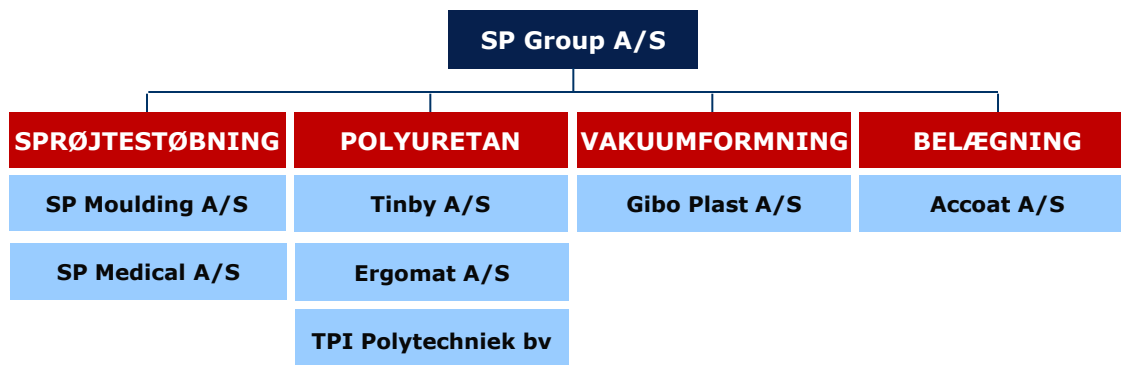 SP Group A/S
SPRØJTESTØBNING
POLYURETAN
VAKUUMFORMNING
BELÆGNING
SP Moulding A/S
Tinby A/S
Gibo Plast A/S
Accoat A/S
SP Medical A/S
Ergomat A/S
TPI Polytechniek bv